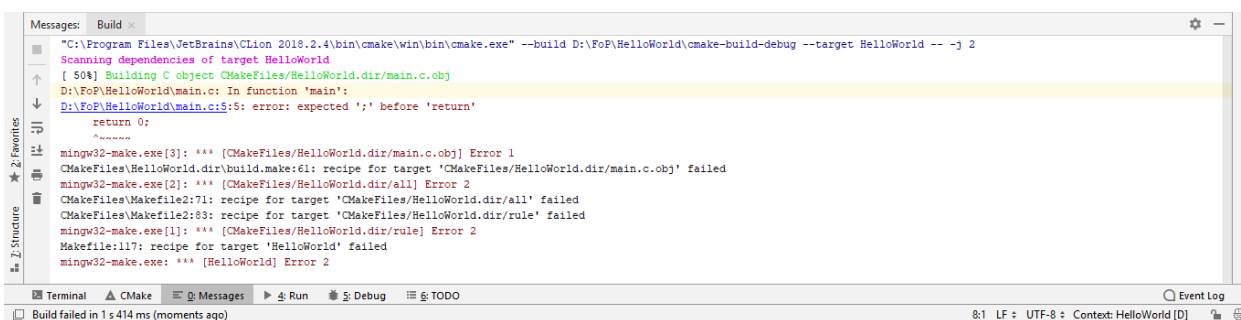 Messages: Build ×
"C:\Program Files\JetBrains\CLion 2018.2.4\bin\cmake\win\bin\cmake.exe" --build D:\FoP\HelloWorld\cmake-build-debug --target HelloWorld -- -j 2
Scanning dependencies of target HelloWorld
[ 50%] Building C object CMakeFiles/HelloWorld.dir/main.c.obj
D:\FoP\HelloWorld\main.c: In function 'main':
D:\FoP\HelloWorld\main.c:5:5: error: expected ';' before 'return'
return 0;
^~~~~~
mingw32-make.exe[3]: *** [CMakeFiles/HelloWorld.dir/main.c.obj] Error 1
CMakeFiles\HelloWorld.dir\build.make:61: recipe for target 'CMakeFiles/HelloWorld.dir/main.c.obj' failed
mingw32-make.exe[2]: *** [CMakeFiles/HelloWorld.dir/all] Error 2
CMakeFiles\Makefile2:71: recipe for target 'CMakeFiles/HelloWorld.dir/all' failed
CMakeFiles\Makefile2:83: recipe for target 'CMakeFiles/HelloWorld.dir/rule' failed
mingw32-make.exe[1]: *** [CMakeFiles/HelloWorld.dir/rule] Error 2
Makefile:117: recipe for target 'HelloWorld' failed
mingw32-make.exe: *** [HelloWorld] Error 2
2: Favorites
7: Structure
Terminal CMake 0: Messages 4: Run 5: Debug 6: TODO Event Log
Build failed in 1 s 414 ms (moments ago) 8:1 LF UTF-8 Context: HelloWorld [D]